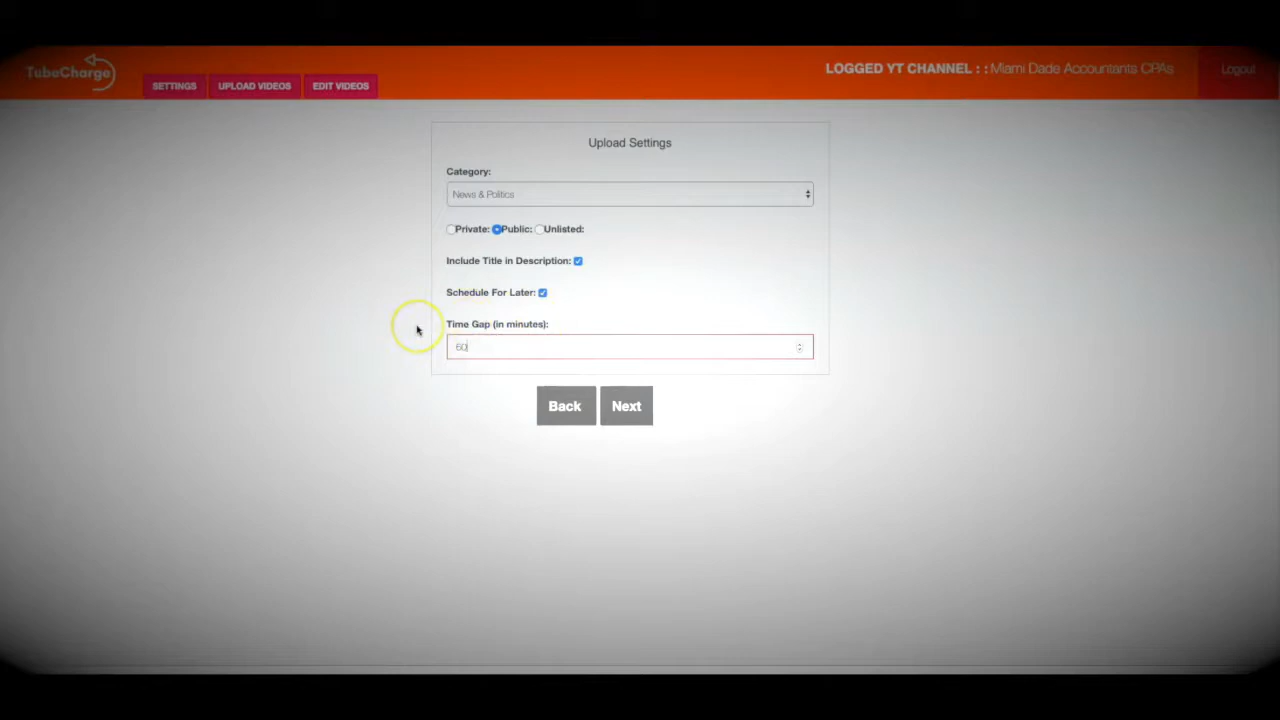 TubeCharge
SETTINGS UPLOAD VIDEOS EDIT VIDEOS
LOGGED YT CHANNEL : : Miami Dade Accountants CPAs
Logout
Upload Settings
Category:
News & Politics
Private: Public: Unlisted:
Include Title in Description:
Schedule For Later:
Time Gap (in minutes):
60
Back Next